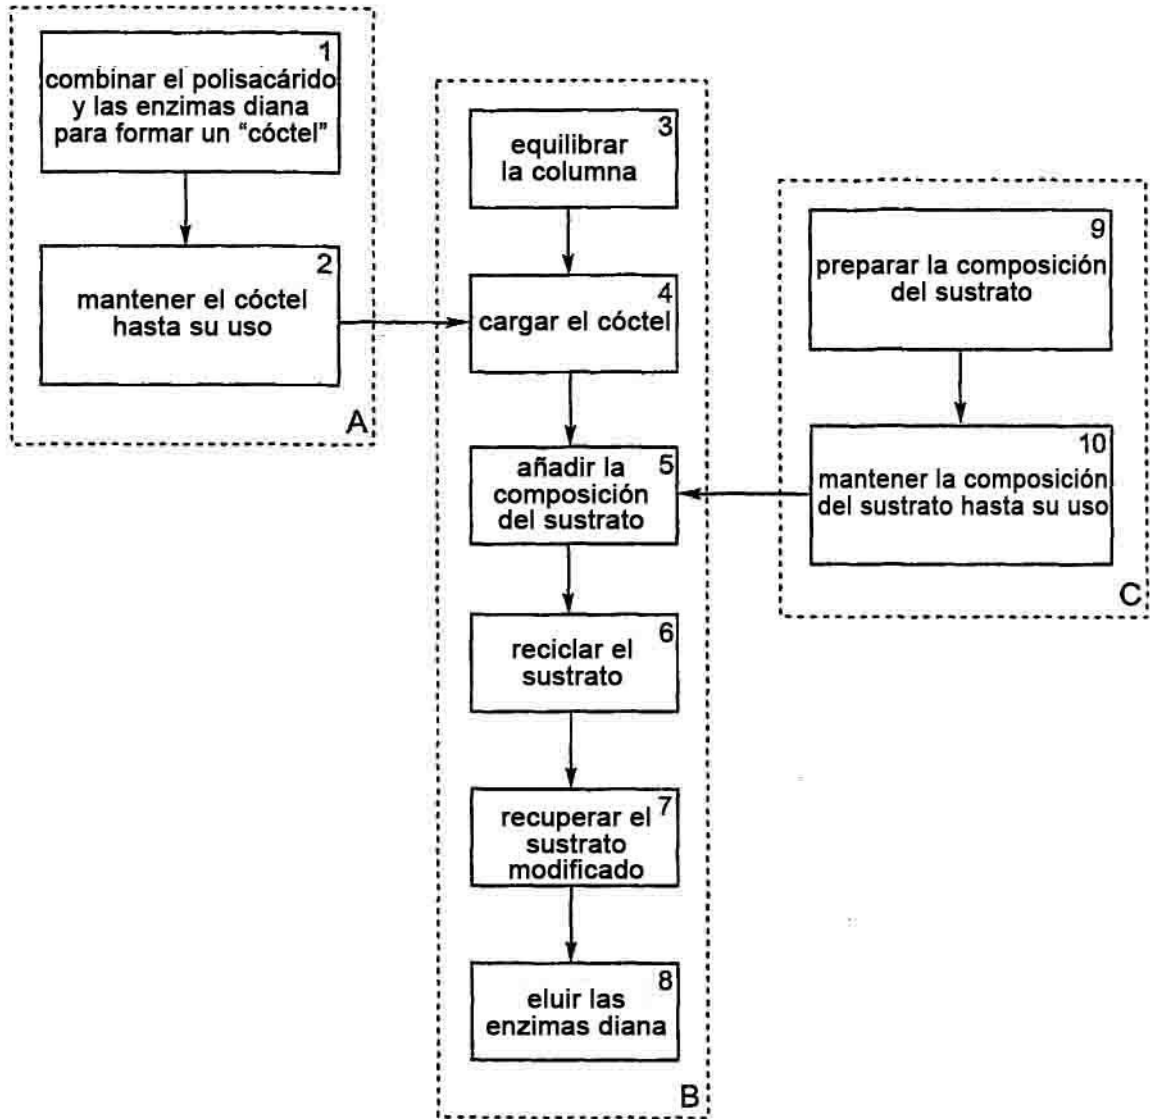 1
combinar el polisacárido
y las enzimas diana
para formar un “cóctel”
2
mantener el cóctel
hasta su uso
A
3
equilibrar
la columna
4
cargar el cóctel
5
añadir la
composición
del sustrato
6
reciclar el
sustrato
7
recuperar el
sustrato
modificado
8
eluir las
enzimas diana
B
9
preparar la composición
del sustrato
10
mantener la composición
del sustrato hasta su uso
C